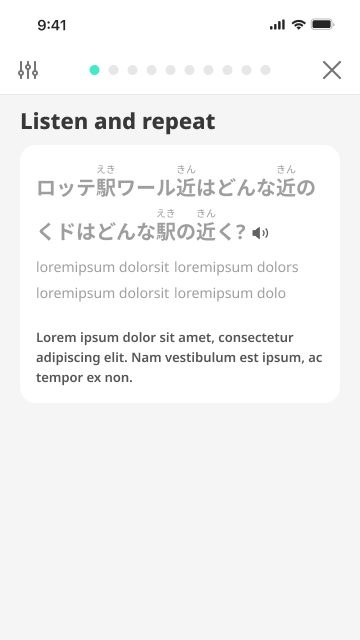 9:41
Listen and repeat
えき きん きん
ロッテ駅ワール近はどんな近の
えき きん
くドはどんな駅の近く?
loremipsum dolorsit loremipsum dolors
loremipsum dolorsit loremipsum dolo
Lorem ipsum dolor sit amet, consectetur
adipiscing elit. Nam vestibulum est ipsum, ac
tempor ex non.